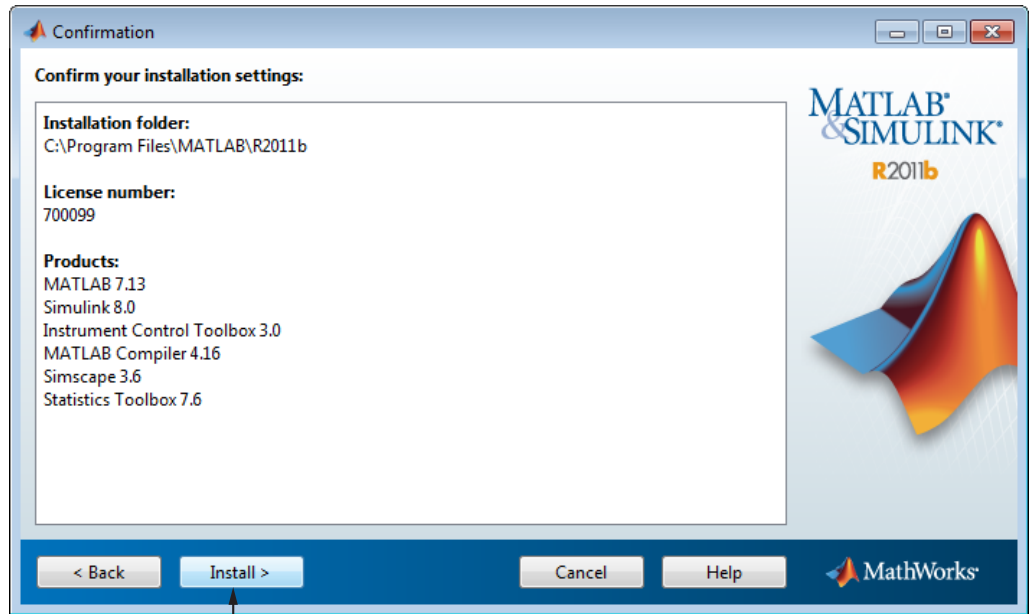 Confirmation
Confirm your installation settings:
Installation folder:
C:\Program Files\MATLAB\R2011b
License number:
700099
Products:
MATLAB 7.13
Simulink 8.0
Instrument Control Toolbox 3.0
MATLAB Compiler 4.16
Simscape 3.6
Statistics Toolbox 7.6
MATLAB®
&SIMULINK®
R2011b
< Back
Install >
Cancel
Help
MathWorks®